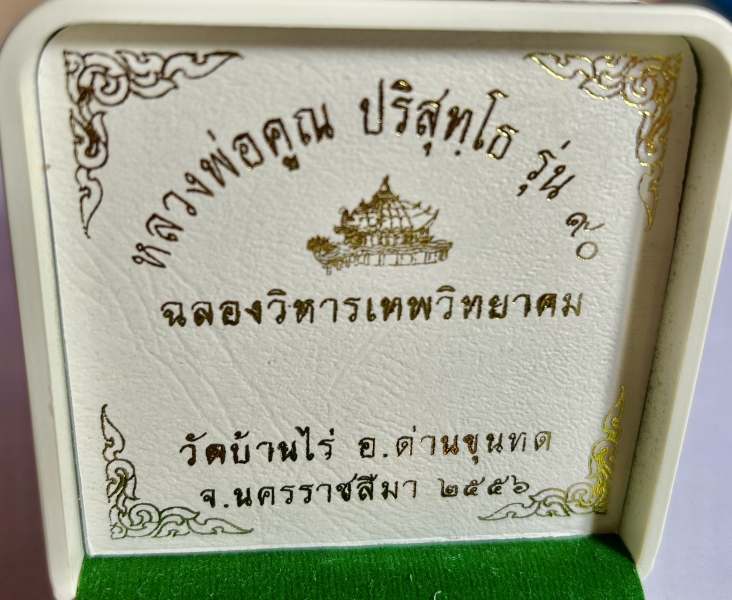 หลวงพ่อคูณ ปริสุทฺโธ รุ่น ๙๐
ฉลองวิหารเทพวิทยาคม
วัดบ้านไร่ อ.ด่านขุนทด
จ.นครราชสีมา ๒๕๕๖